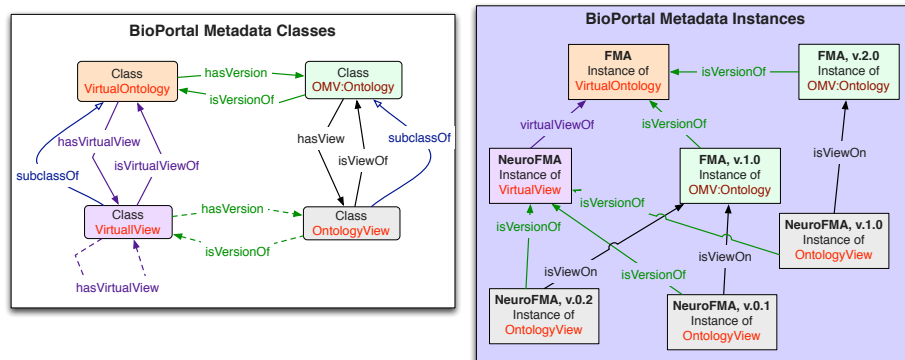 BioPortal Metadata Classes
Class
VirtualOntology
hasVersion
isVersionOf
Class
OMV:Ontology
hasVirtualView
isVirtualViewOf
subclassOf
hasView
isViewOf
subclassOf
Class
VirtuallView
hasVersion
isVersionOf
Class
OntologyView
hasVirtualView
BioPortal Metadata Instances
FMA
Instance of
VirtualOntology
isVersionOf
FMA, v.2.0
Instance of
OMV:Ontology
virtualViewOf
isVersionOf
isViewOn
NeuroFMA
Instance of
VirtualView
FMA, v.1.0
Instance of
OMV:Ontology
isVersionOf
isVersionOf
NeuroFMA, v.1.0
Instance of
OntologyView
isViewOn
isVersionOf
isViewOn
NeuroFMA, v.0.2
Instance of
OntologyView
NeuroFMA, v.0.1
Instance of
OntologyView